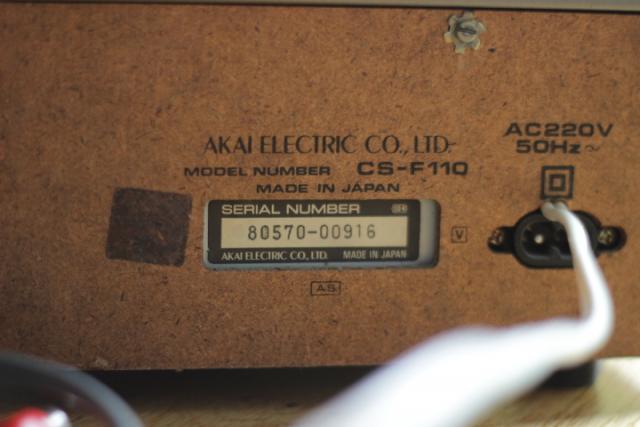 AKAI ELECTRIC CO., LTD.
MODEL NUMBER CS-F110
MADE IN JAPAN
AC220V
50Hz~
SERIAL NUMBER
80570-00916
AKAI ELECTRIC CO., LTD. MADE IN JAPAN
V
A.S.